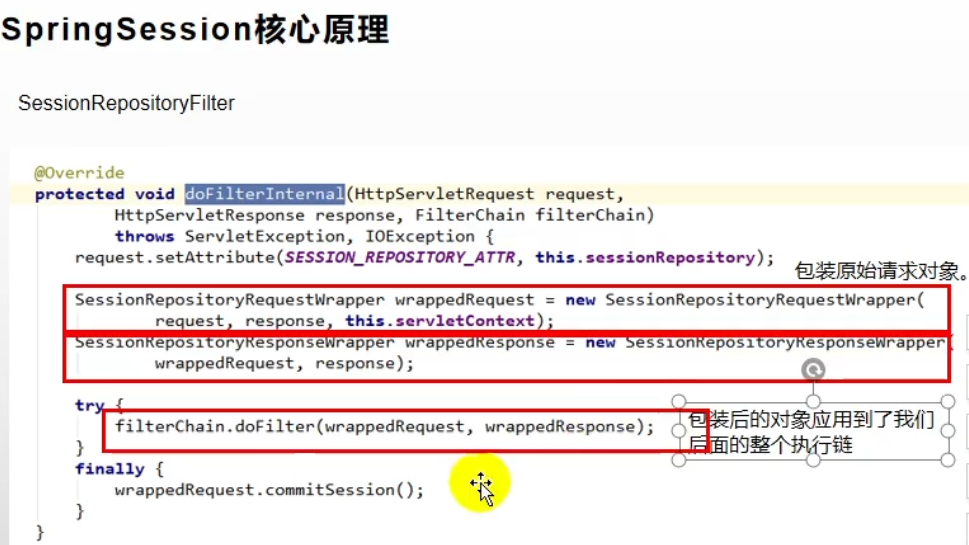 SpringSession核心原理
SessionRepositoryFilter
@Override
protected void doFilterInternal(HttpServletRequest request,
HttpServletResponse response, FilterChain filterChain)
throws ServletException, IOException {
request.setAttribute(SESSION_REPOSITORY_ATTR, this.sessionRepository);
包装原始请求对象。
SessionRepositoryRequestWrapper wrappedRequest = new SessionRepositoryRequestWrapper(
request, response, this.servletContext);
SessionRepositoryResponseWrapper wrappedResponse = new SessionRepositoryResponseWrapper(
wrappedRequest, response);
try {
filterChain.doFilter(wrappedRequest, wrappedResponse);
包装后的对象应用到了我们
后面的整个执行链
}
finally {
wrappedRequest.commitSession();
}
}